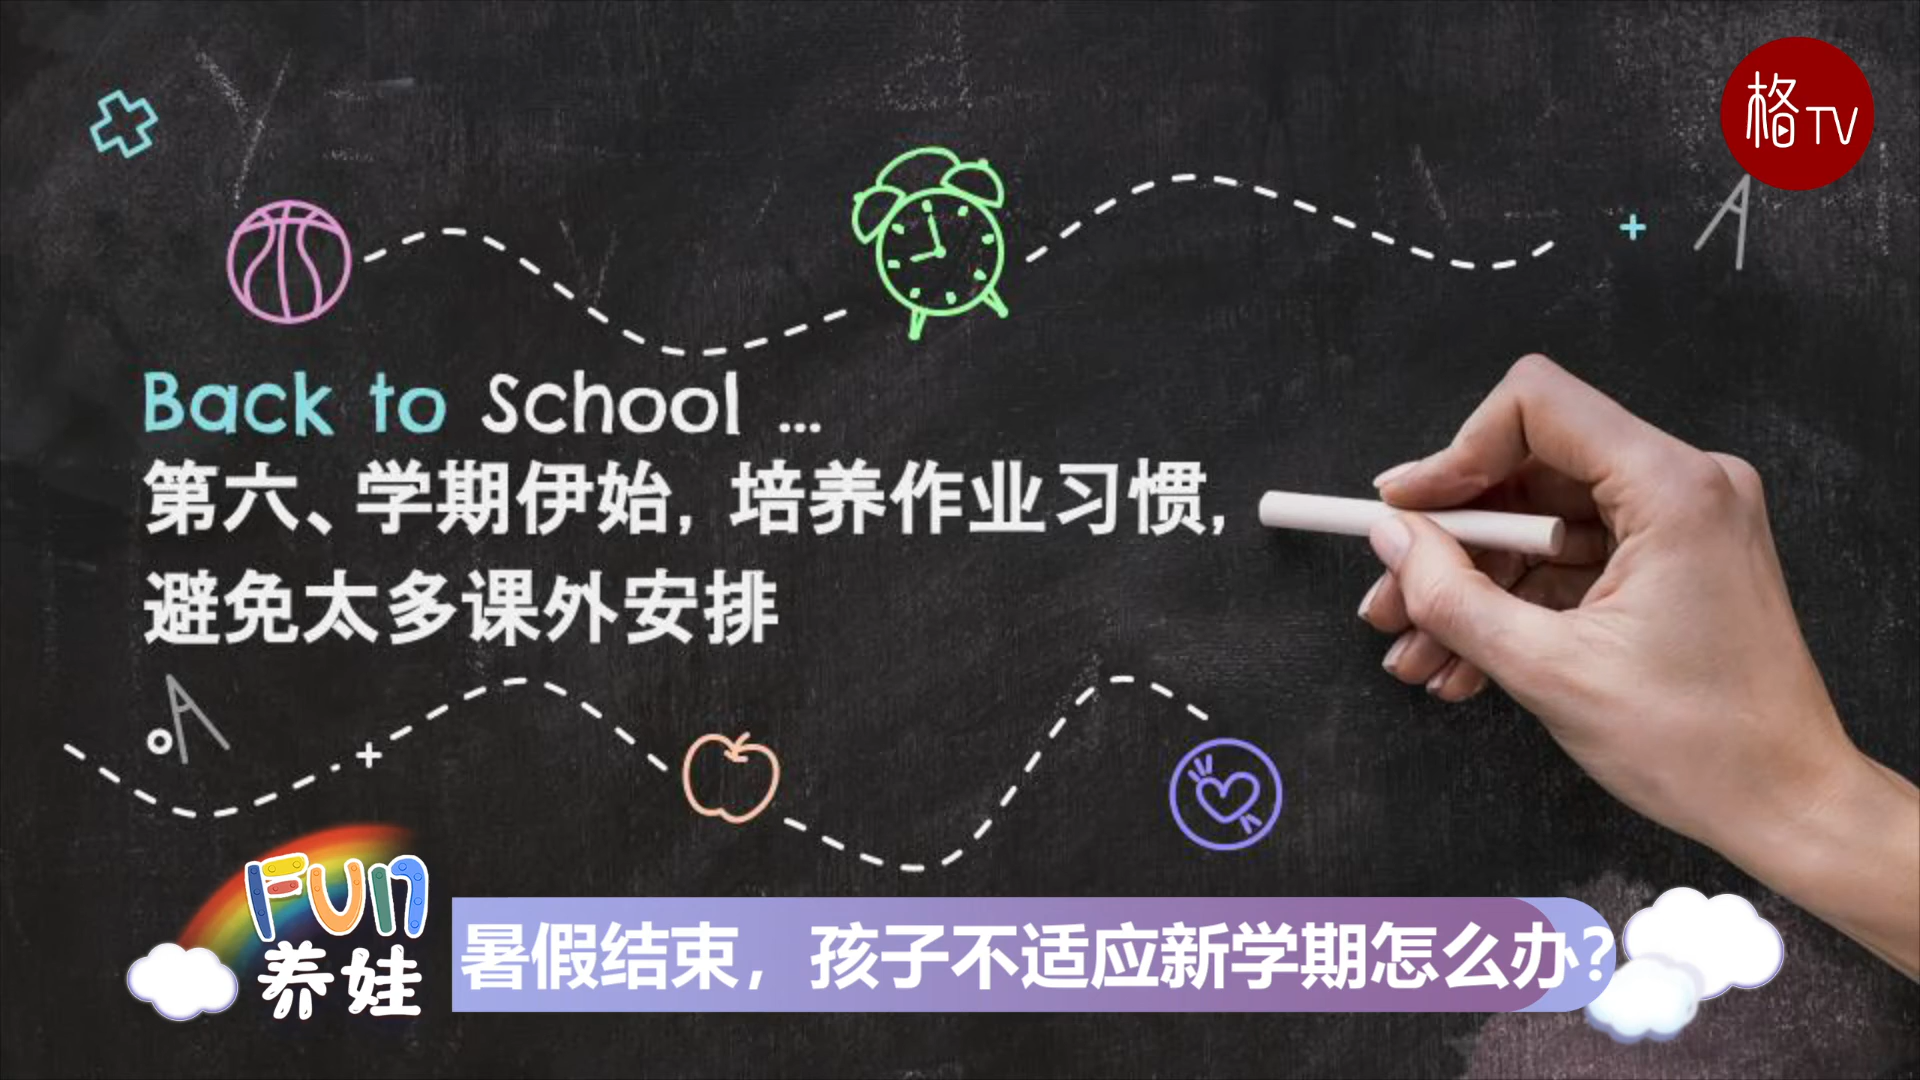 格TV
A
Back to School ...
第六、学期伊始，培养作业习惯，
避免太多课外安排
A
Fun
养娃
暑假结束，孩子不适应新学期怎么办？